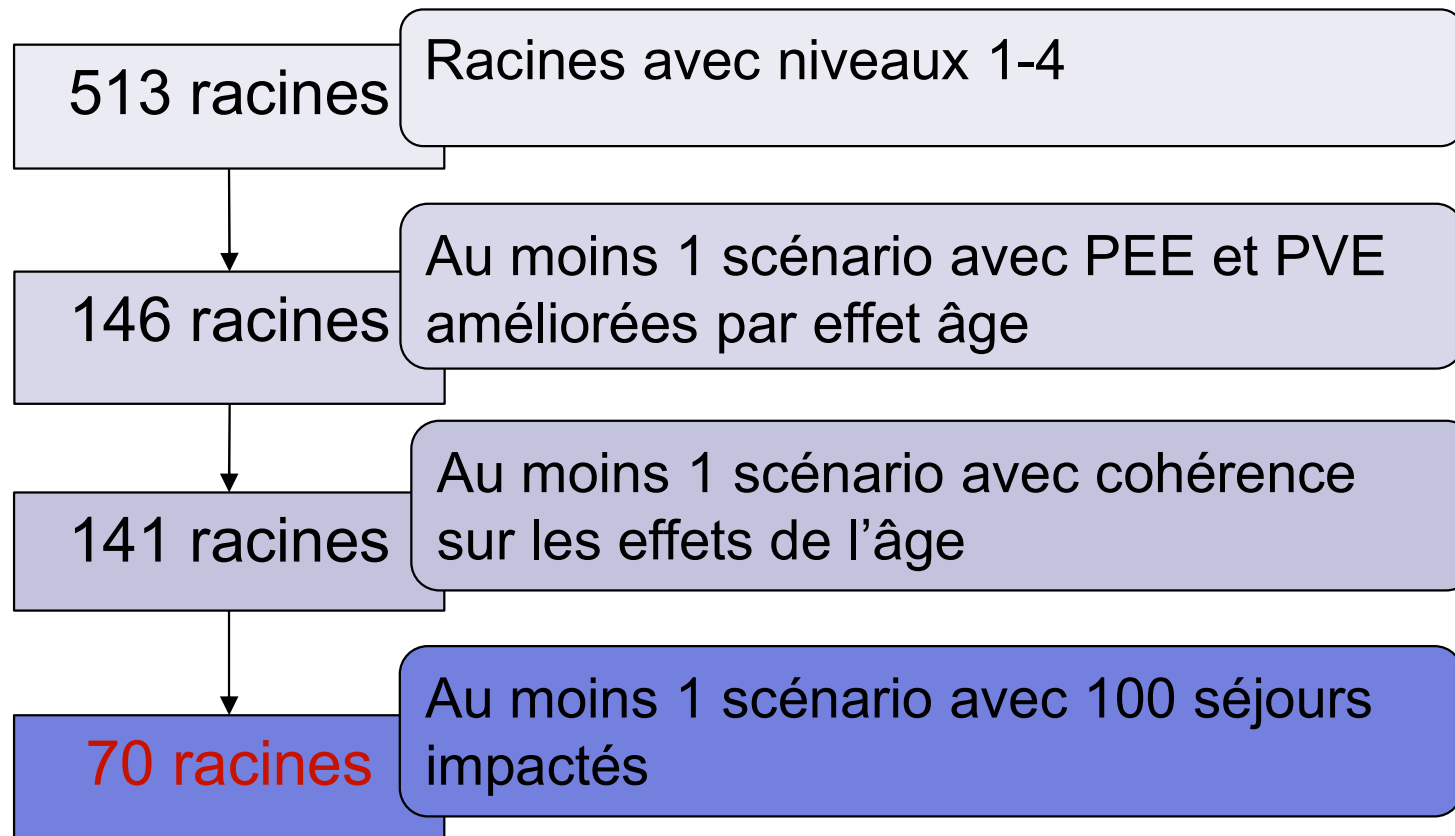 513 racines
Racines avec niveaux 1-4
146 racines
Au moins 1 scénario avec PEE et PVE
améliorées par effet âge
141 racines
Au moins 1 scénario avec cohérence
sur les effets de l’âge
70 racines
Au moins 1 scénario avec 100 séjours
impactés